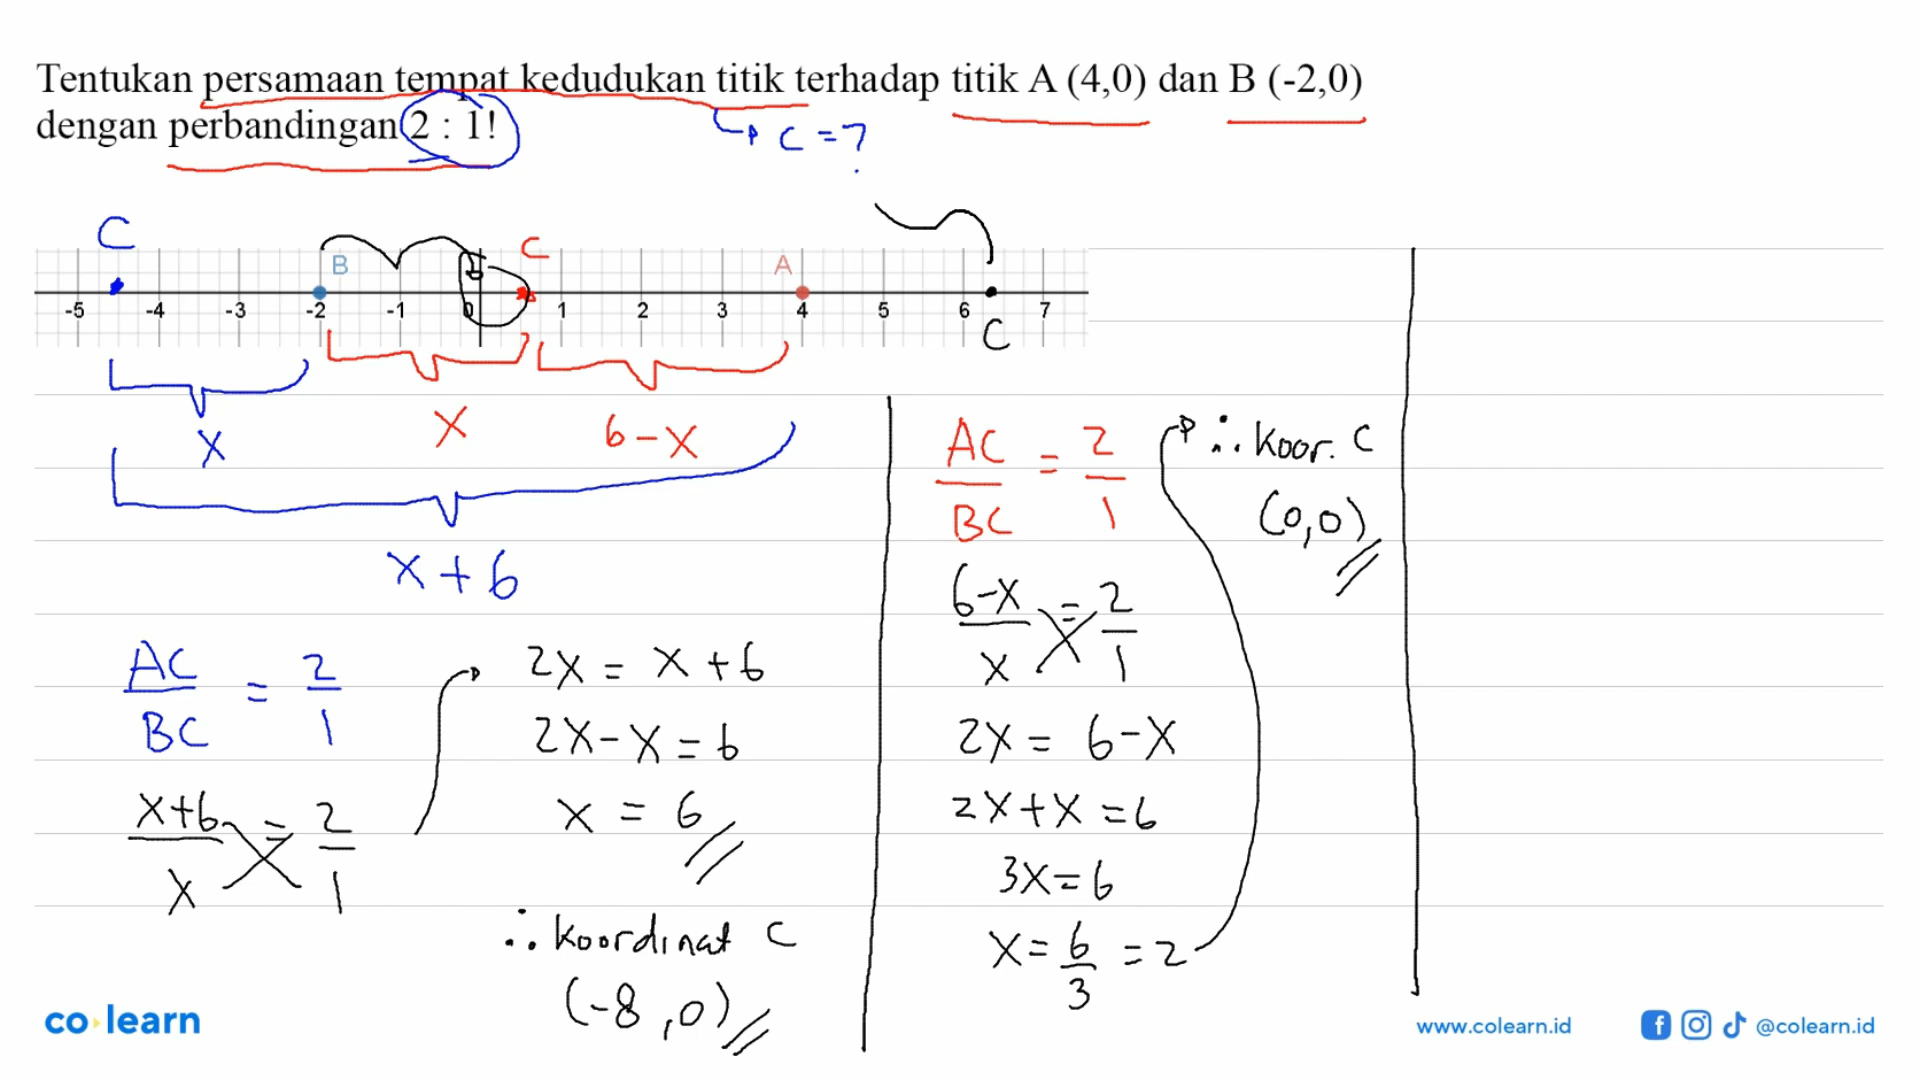 Tentukan persamaan tempat kedudukan titik terhadap titik A (4,0) dan B (-2,0)
dengan perbandingan 2 : 1!
C = ?
C
B
C
A
-5 -4 -3 -2 -1 0 1 2 3 4 5 6 7
C
x
x
6-x
x+6
AC/BC = 2/1
x+6/x = 2/1
2x = x+6
2x-x = 6
x = 6
∴ koordinat C
(-8,0)
AC/BC = 2/1
6-x/x = 2/1
2x = 6-x
2x+x = 6
3x = 6
x = 6/3 = 2
∴ koor. C
(0,0)
co learn
www.colearn.id
@colearn.id